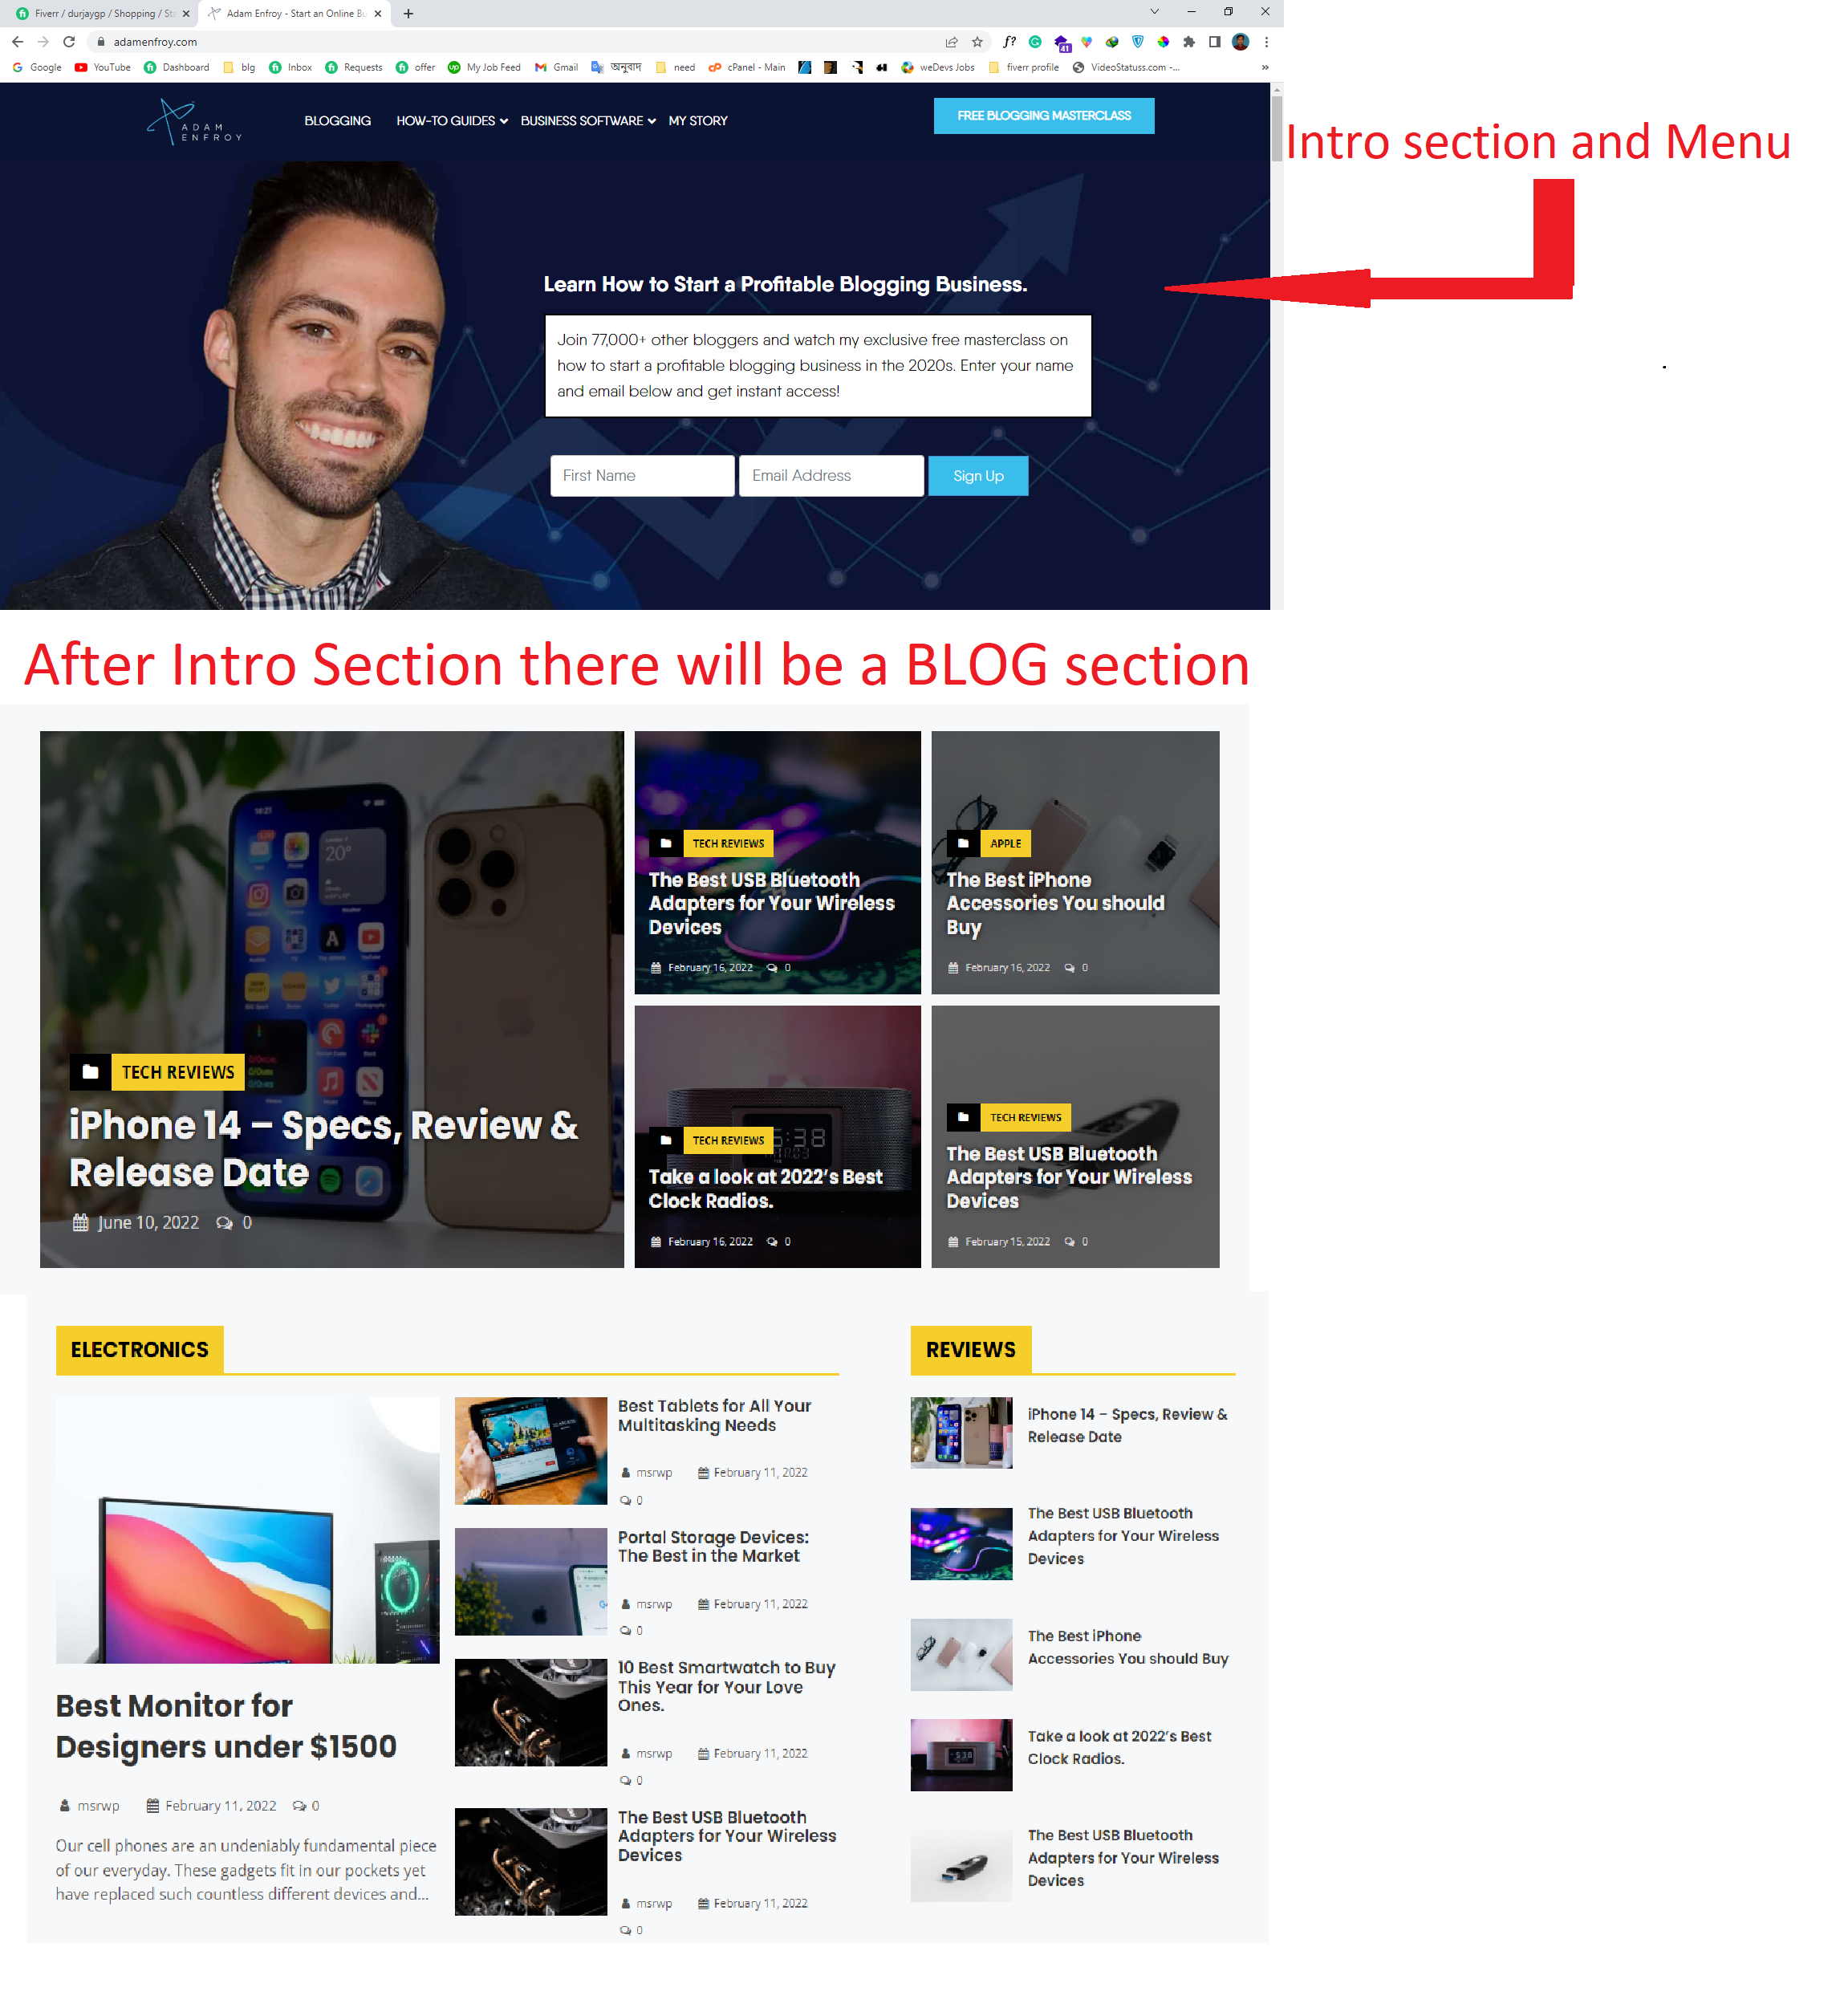 Fiverr / durjaygp / Shopping / St
Adam Enfroy - Start an Online Bu
adamenfroy.com
f?
41
Google YouTube Dashboard blg Inbox Requests offer My Job Feed Gmail অনুবাদ need cPanel - Main weDevs Jobs fiverr profile VideoStatuss.com -... »
ADAM
ENFROY
BLOGGING HOW-TO GUIDES BUSINESS SOFTWARE MY STORY
FREE BLOGGING MASTERCLASS
Intro section and Menu
Learn How to Start a Profitable Blogging Business.
Join 77,000+ other bloggers and watch my exclusive free masterclass on
how to start a profitable blogging business in the 2020s. Enter your name
and email below and get instant access!
First Name Email Address Sign Up
After Intro Section there will be a BLOG section
TECH REVIEWS
iPhone 14 – Specs, Review &
Release Date
June 10, 2022 0
TECH REVIEWS
The Best USB Bluetooth
Adapters for Your Wireless
Devices
February 16, 2022 0
APPLE
The Best iPhone
Accessories You should
Buy
February 16, 2022 0
TECH REVIEWS
Take a look at 2022’s Best
Clock Radios.
February 16, 2022 0
TECH REVIEWS
The Best USB Bluetooth
Adapters for Your Wireless
Devices
February 15, 2022 0
ELECTRONICS
Best Monitor for
Designers under $1500
msrwp February 11, 2022 0
Our cell phones are an undeniably fundamental piece
of our everyday. These gadgets fit in our pockets yet
have replaced such countless different devices and...
Best Tablets for All Your
Multitasking Needs
msrwp February 11, 2022
0
Portal Storage Devices:
The Best in the Market
msrwp February 11, 2022
0
10 Best Smartwatch to Buy
This Year for Your Love
Ones.
msrwp February 11, 2022
0
The Best USB Bluetooth
Adapters for Your Wireless
Devices
msrwp February 11, 2022
0
REVIEWS
iPhone 14 – Specs, Review &
Release Date
The Best USB Bluetooth
Adapters for Your Wireless
Devices
The Best iPhone
Accessories You should Buy
Take a look at 2022’s Best
Clock Radios.
The Best USB Bluetooth
Adapters for Your Wireless
Devices